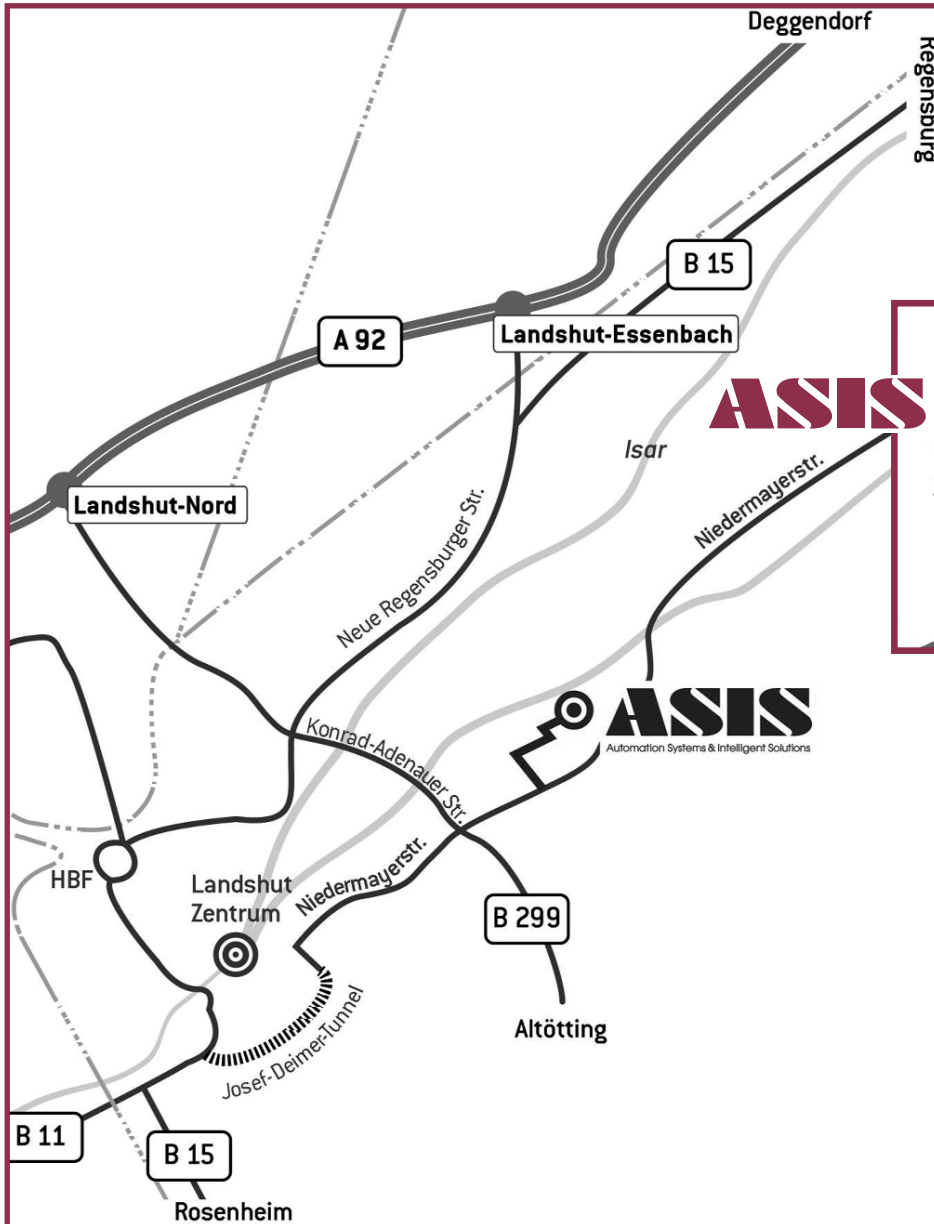 Deggendorf
Regensburg
B 15
A 92
Landshut-Essenbach
ASIS
Isar
Niedermayerstr.
Landshut-Nord
Neue Regensburger Str.
ASIS
Automation Systems & Intelligent Solutions
Konrad-Adenauer Str.
HBF
Landshut
Zentrum
Niedermayerstr.
B 299
Josef-Deimer-Tunnel
Altötting
B 11
B 15
Rosenheim